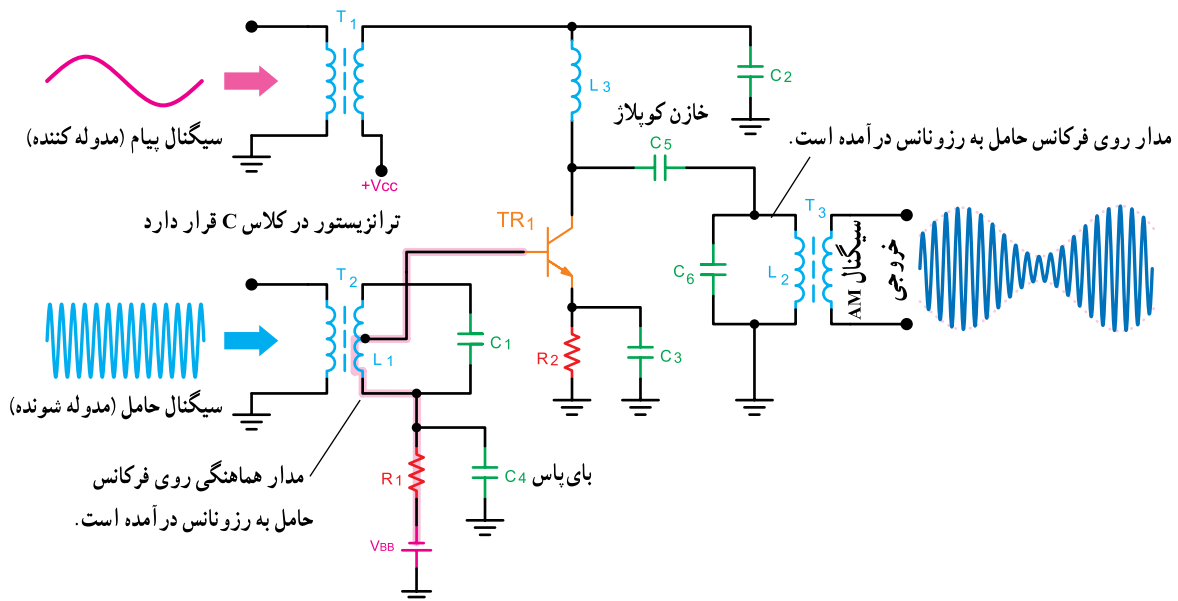 T1
L3
C2
سیگنال پیام (مدوله کننده)
خازن کوپلاژ
C5
مدار روی فرکانس حامل به رزونانس درآمده است.
+Vcc
ترانزیستور در کلاس C قرار دارد
TR1
T3
L2
C6
سیگنال AM
خروجی
T2
L1
C1
R2
C3
سیگنال حامل (مدوله شونده)
مدار هماهنگی روی فرکانس
حامل به رزونانس درآمده است.
R1
C4
بای‌پاس
VBB